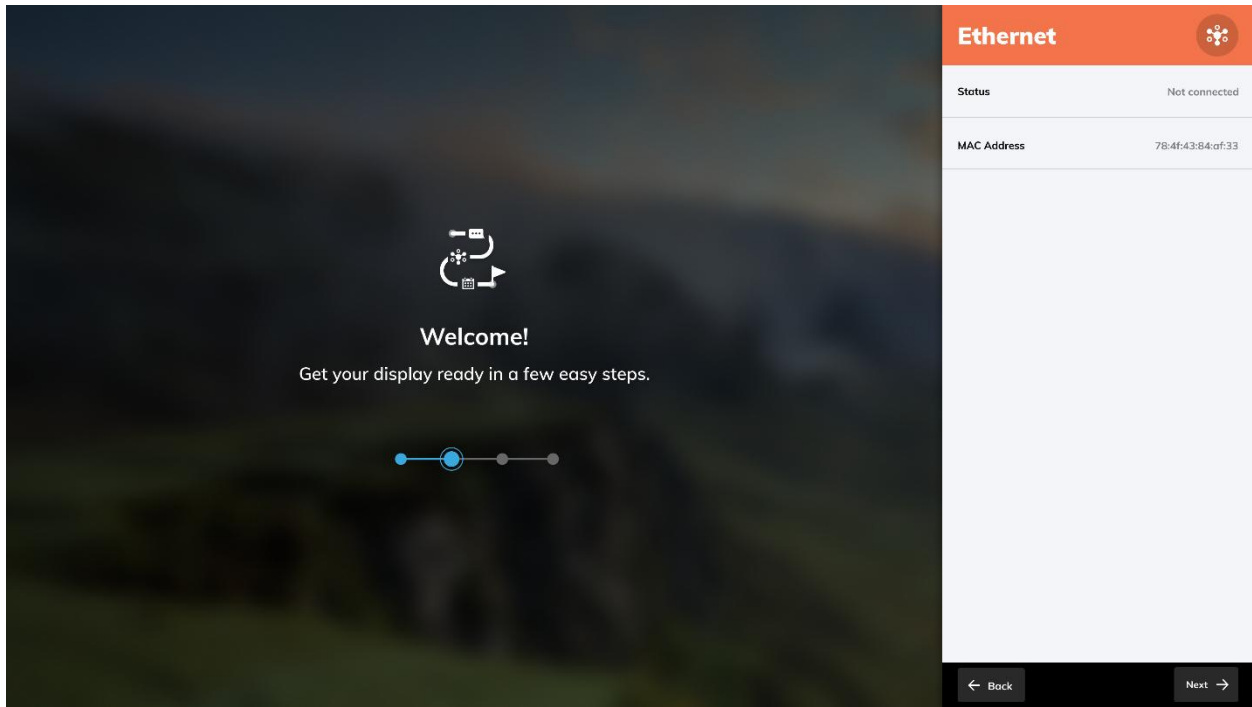 Welcome!
Get your display ready in a few easy steps.
Ethernet
Status Not connected
MAC Address 78:4f:43:84:af:33
← Back Next →